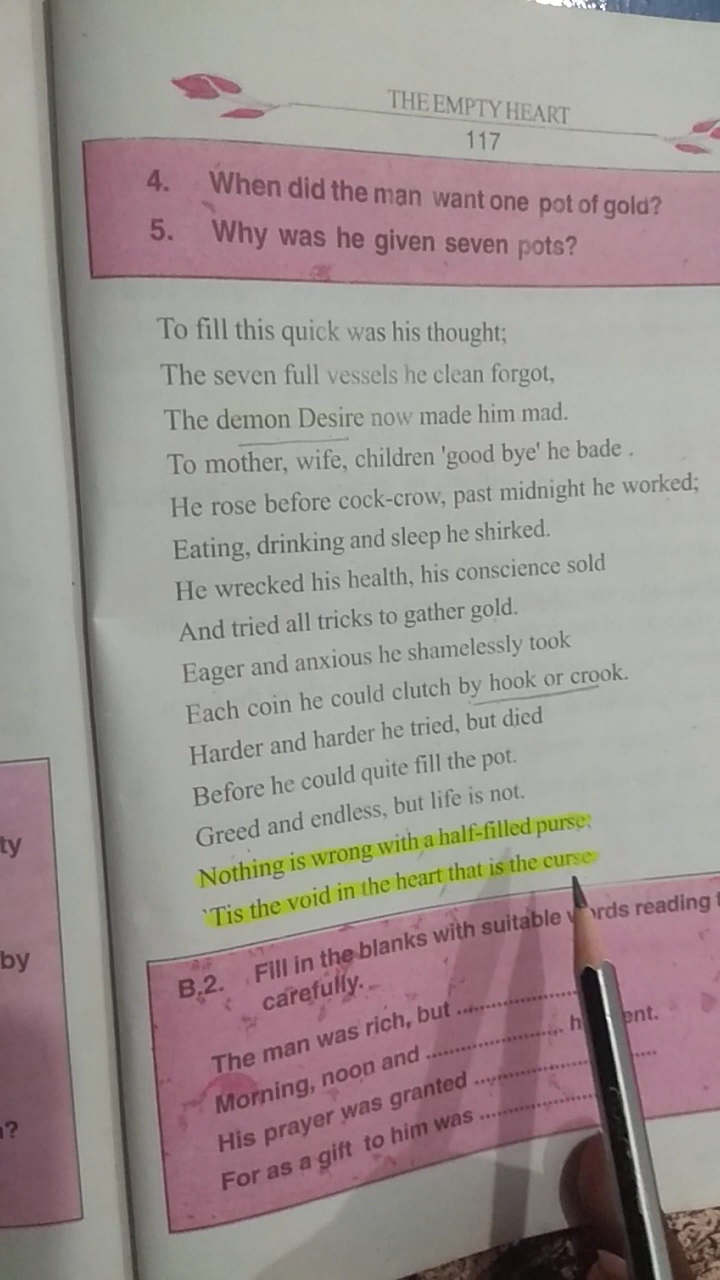 THE EMPTY HEART
117
4. When did the man want one pot of gold?
5. Why was he given seven pots?
To fill this quick was his thought;
The seven full vessels he clean forgot,
The demon Desire now made him mad.
To mother, wife, children 'good bye' he bade .
He rose before cock-crow, past midnight he worked;
Eating, drinking and sleep he shirked.
He wrecked his health, his conscience sold
And tried all tricks to gather gold.
Eager and anxious he shamelessly took
Each coin he could clutch by hook or crook.
Harder and harder he tried, but died
Before he could quite fill the pot.
Greed and endless, but life is not.
Nothing is wrong with a half-filled purse;
`Tis the void in the heart that is the curse
B.2. Fill in the blanks with suitable words reading
carefully.
The man was rich, but ....................
Morning, noon and .................... ent.
His prayer was granted ....................
For as a gift to him was ....................
ty
by
?